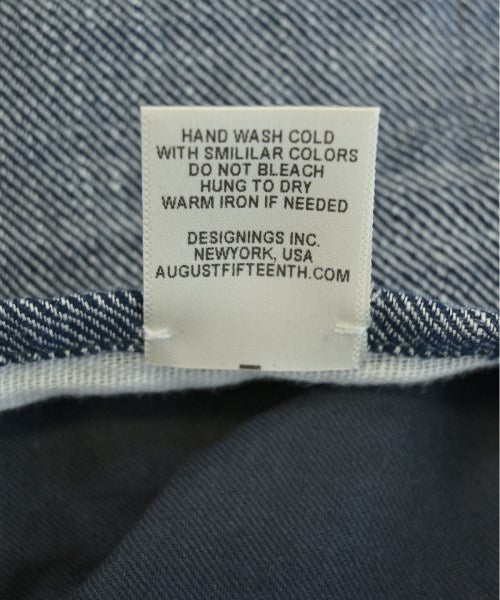 HAND WASH COLD
WITH SMILILAR COLORS
DO NOT BLEACH
HUNG TO DRY
WARM IRON IF NEEDED
DESIGNINGS INC.
NEWYORK, USA
AUGUSTFIFTEENTH.COM